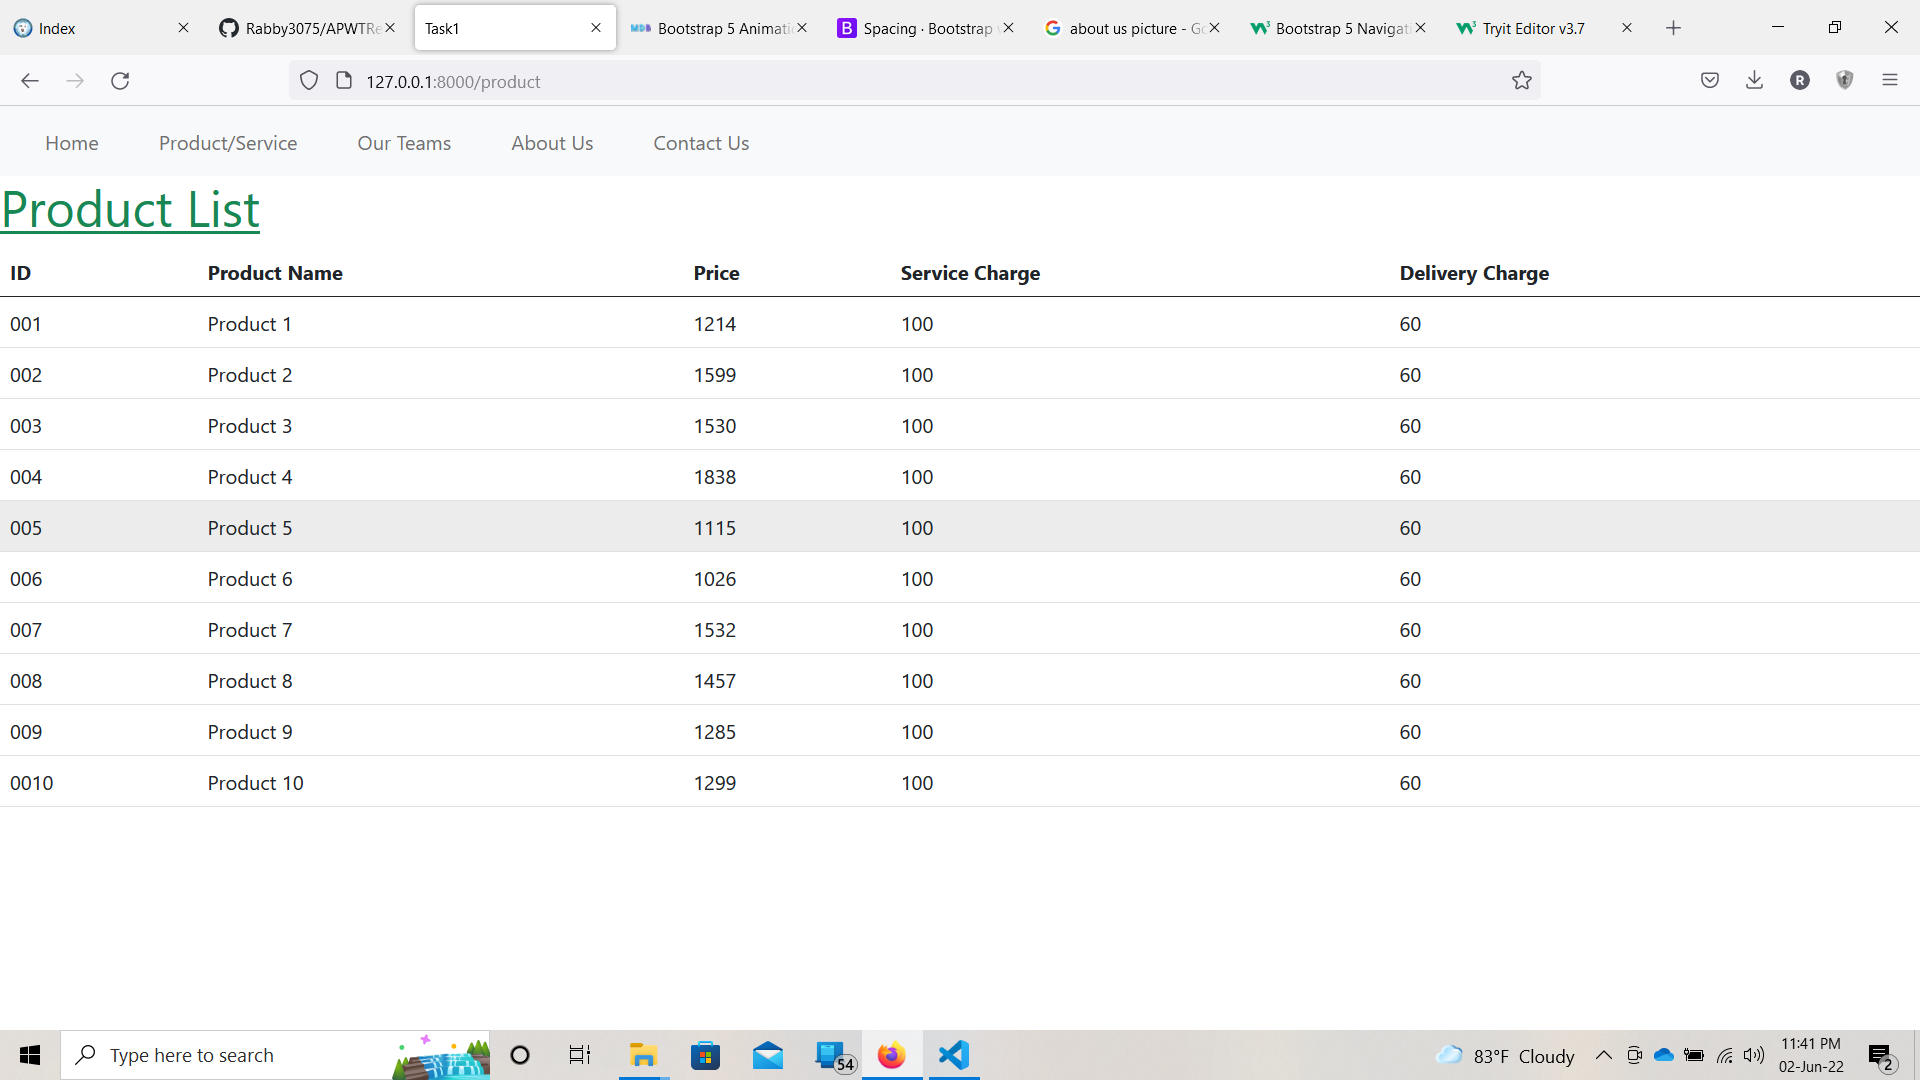 Index
Rabby3075/APWTRe
Task1
Bootstrap 5 Animati
Spacing · Bootstrap
about us picture - Go
Bootstrap 5 Navigati
Tryit Editor v3.7
127.0.0.1:8000/product
R
Home Product/Service Our Teams About Us Contact Us
Product List
ID Product Name Price Service Charge Delivery Charge
001 Product 1 1214 100 60
002 Product 2 1599 100 60
003 Product 3 1530 100 60
004 Product 4 1838 100 60
005 Product 5 1115 100 60
006 Product 6 1026 100 60
007 Product 7 1532 100 60
008 Product 8 1457 100 60
009 Product 9 1285 100 60
0010 Product 10 1299 100 60
Type here to search
54
83°F Cloudy
11:41 PM
02-Jun-22
2